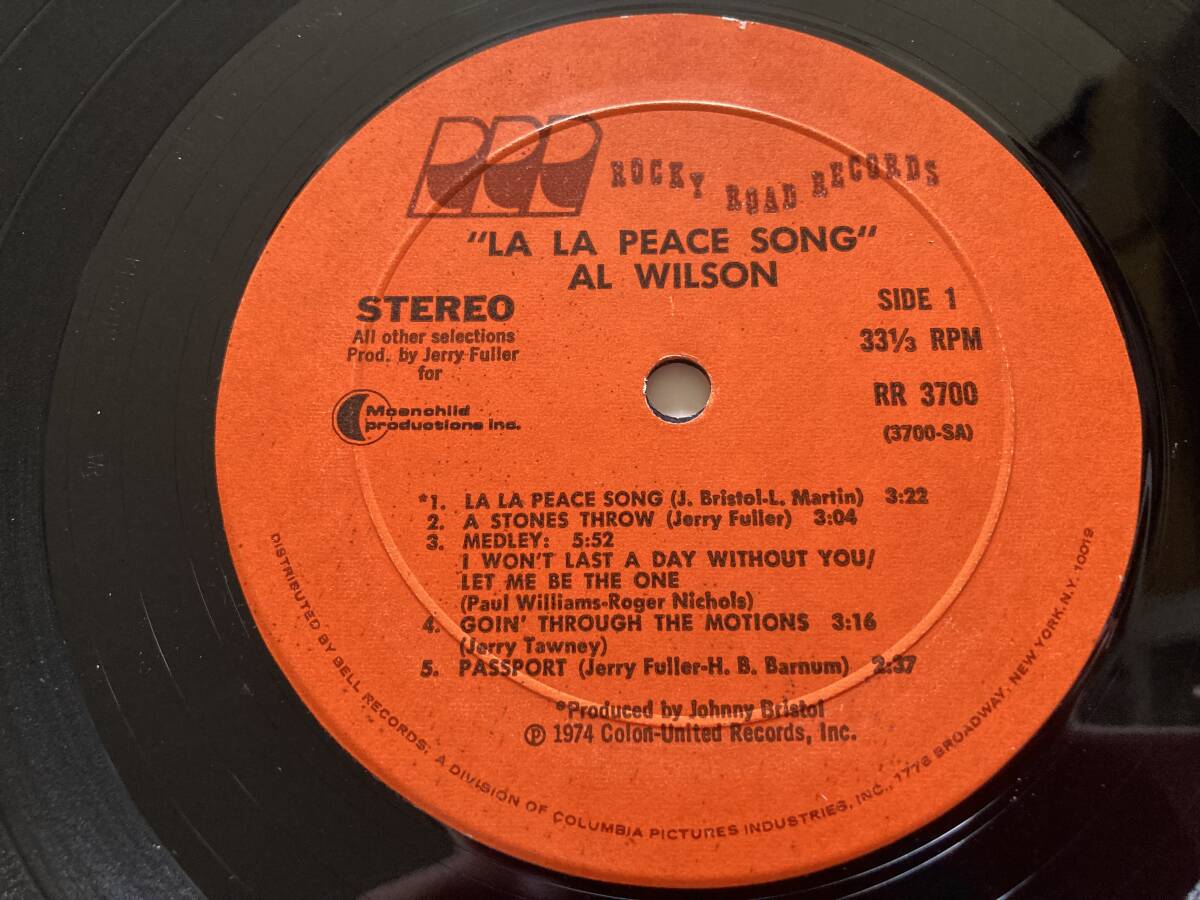 ROCKY ROAD RECORDS
"LA LA PEACE SONG"
AL WILSON
STEREO
All other selections
Prod. by Jerry Fuller
for
Moonchild
productions inc.
SIDE 1
33 1/3 RPM
RR 3700
(3700-SA)
*1. LA LA PEACE SONG (J. Bristol-L. Martin) 3:22
2. A STONES THROW (Jerry Fuller) 3:04
3. MEDLEY: 5:52
I WON'T LAST A DAY WITHOUT YOU/
LET ME BE THE ONE
(Paul Williams-Roger Nichols)
4. GOIN' THROUGH THE MOTIONS 3:16
(Jerry Tawney)
5. PASSPORT (Jerry Fuller-H. B. Barnum) 2:37
*Produced by Johnny Bristol
℗ 1974 Colon-United Records, Inc.
DISTRIBUTED BY BELL RECORDS. A DIVISION OF COLUMBIA PICTURES INDUSTRIES, INC., 1776 BROADWAY, NEW YORK, N.Y. 10019